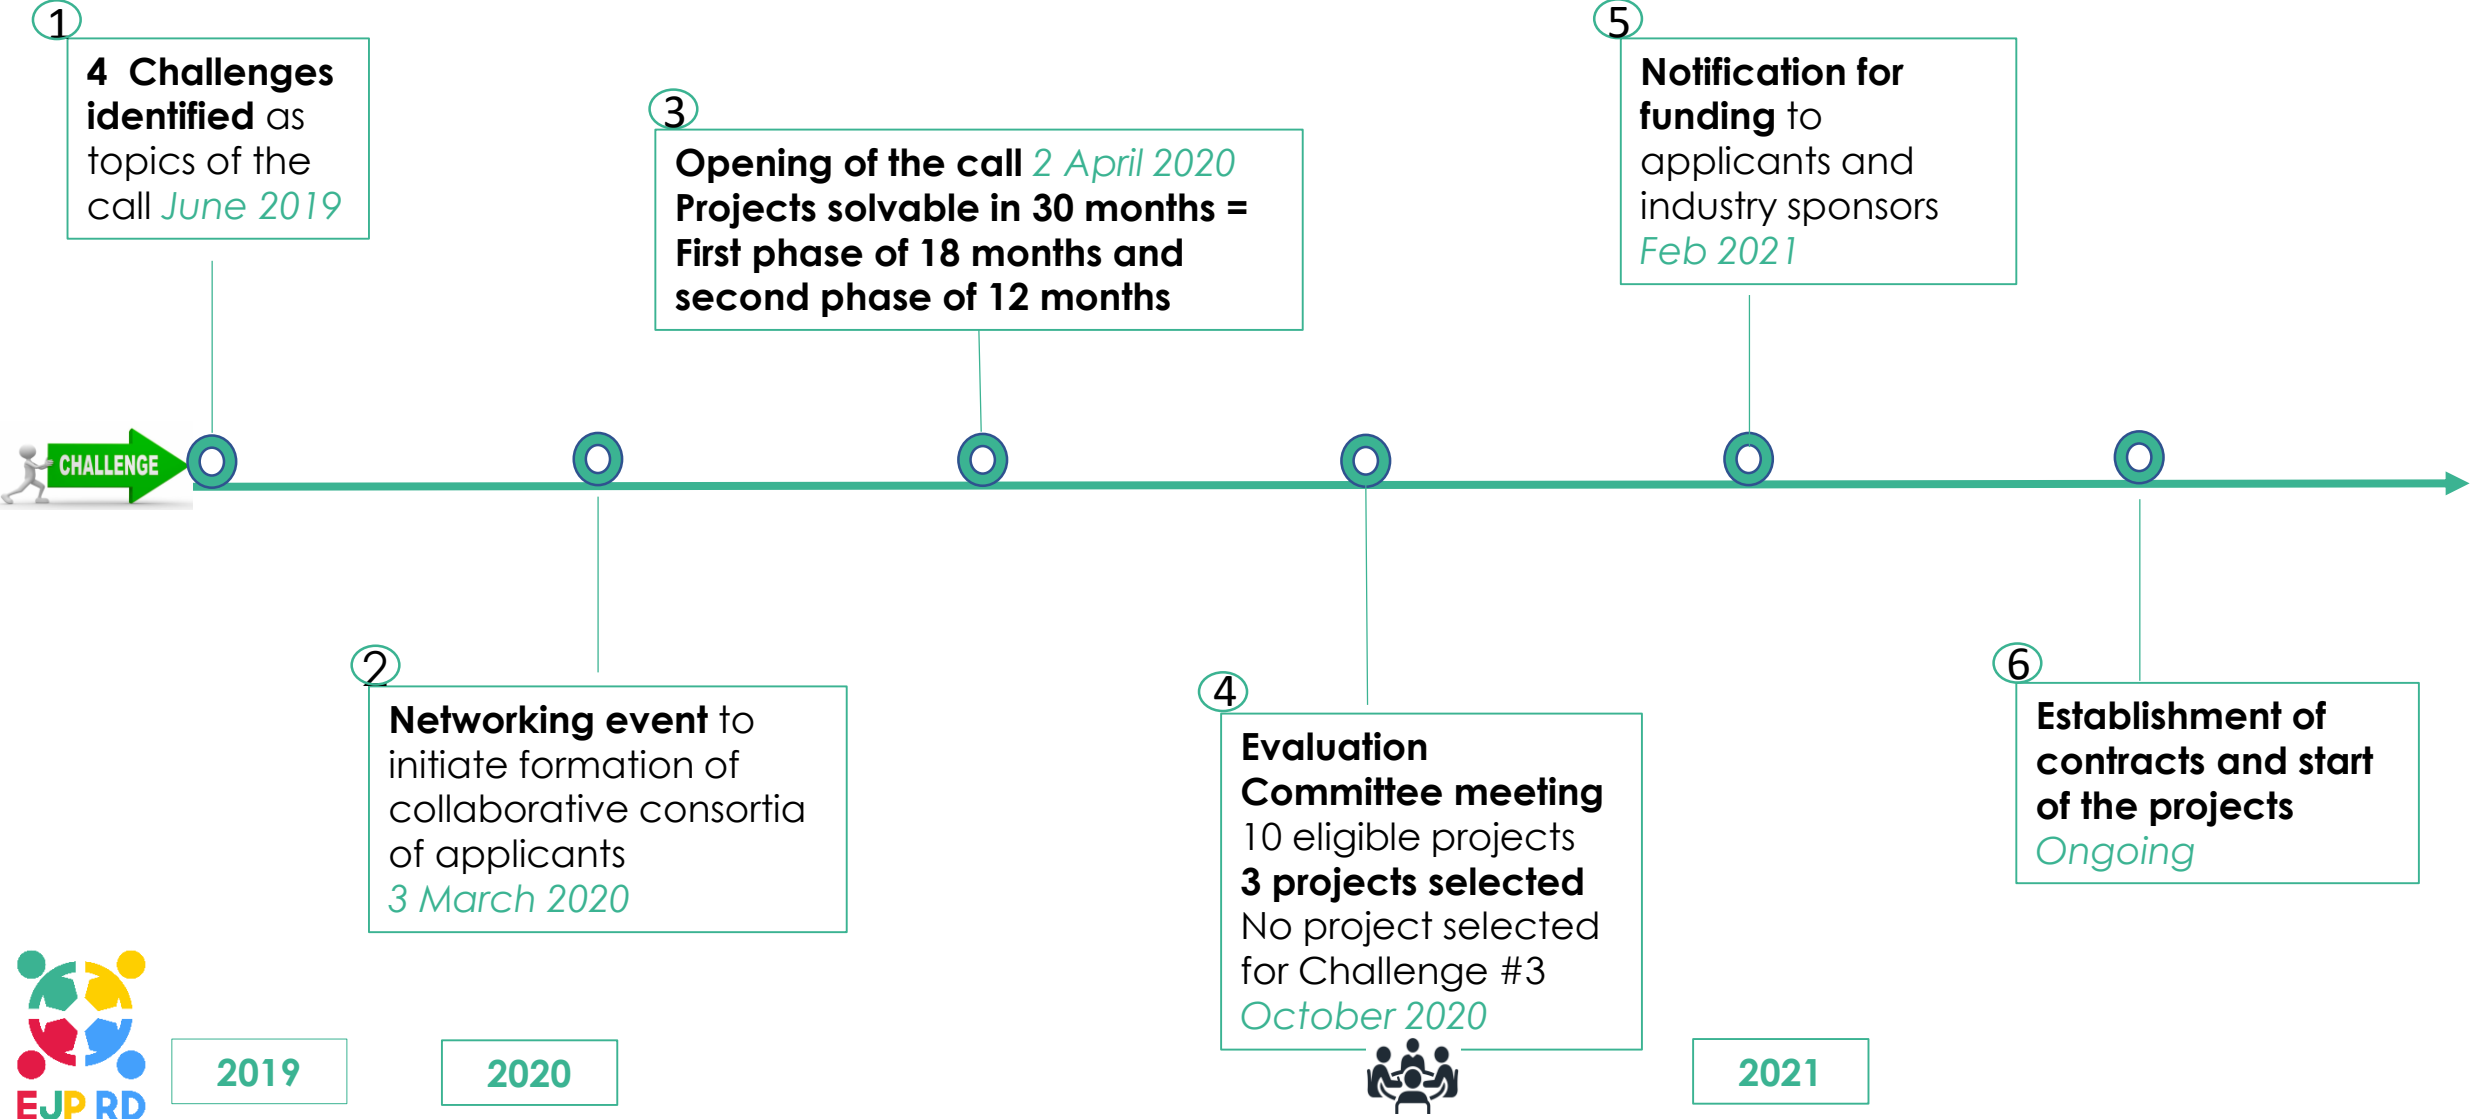 1
4 Challenges
identified as
topics of the
call June 2019
3
Opening of the call 2 April 2020
Projects solvable in 30 months =
First phase of 18 months and
second phase of 12 months
5
Notification for
funding to
applicants and
industry sponsors
Feb 2021
CHALLENGE
2
Networking event to
initiate formation of
collaborative consortia
of applicants
3 March 2020
4
Evaluation
Committee meeting
10 eligible projects
3 projects selected
No project selected
for Challenge #3
October 2020
6
Establishment of
contracts and start
of the projects
Ongoing
EJP RD
2019
2020
2021